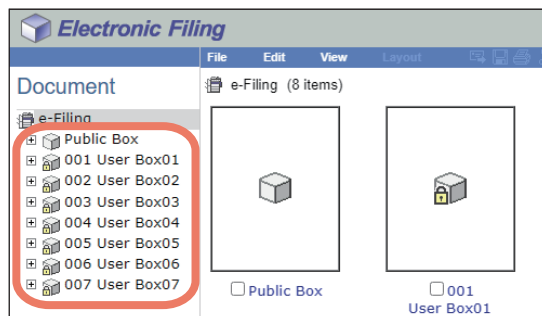 Electronic Filing
File Edit View Layout
Document
e-Filing (8 items)
e-Filing
Public Box
001 User Box01
002 User Box02
003 User Box03
004 User Box04
005 User Box05
006 User Box06
007 User Box07
Public Box
001
User Box01